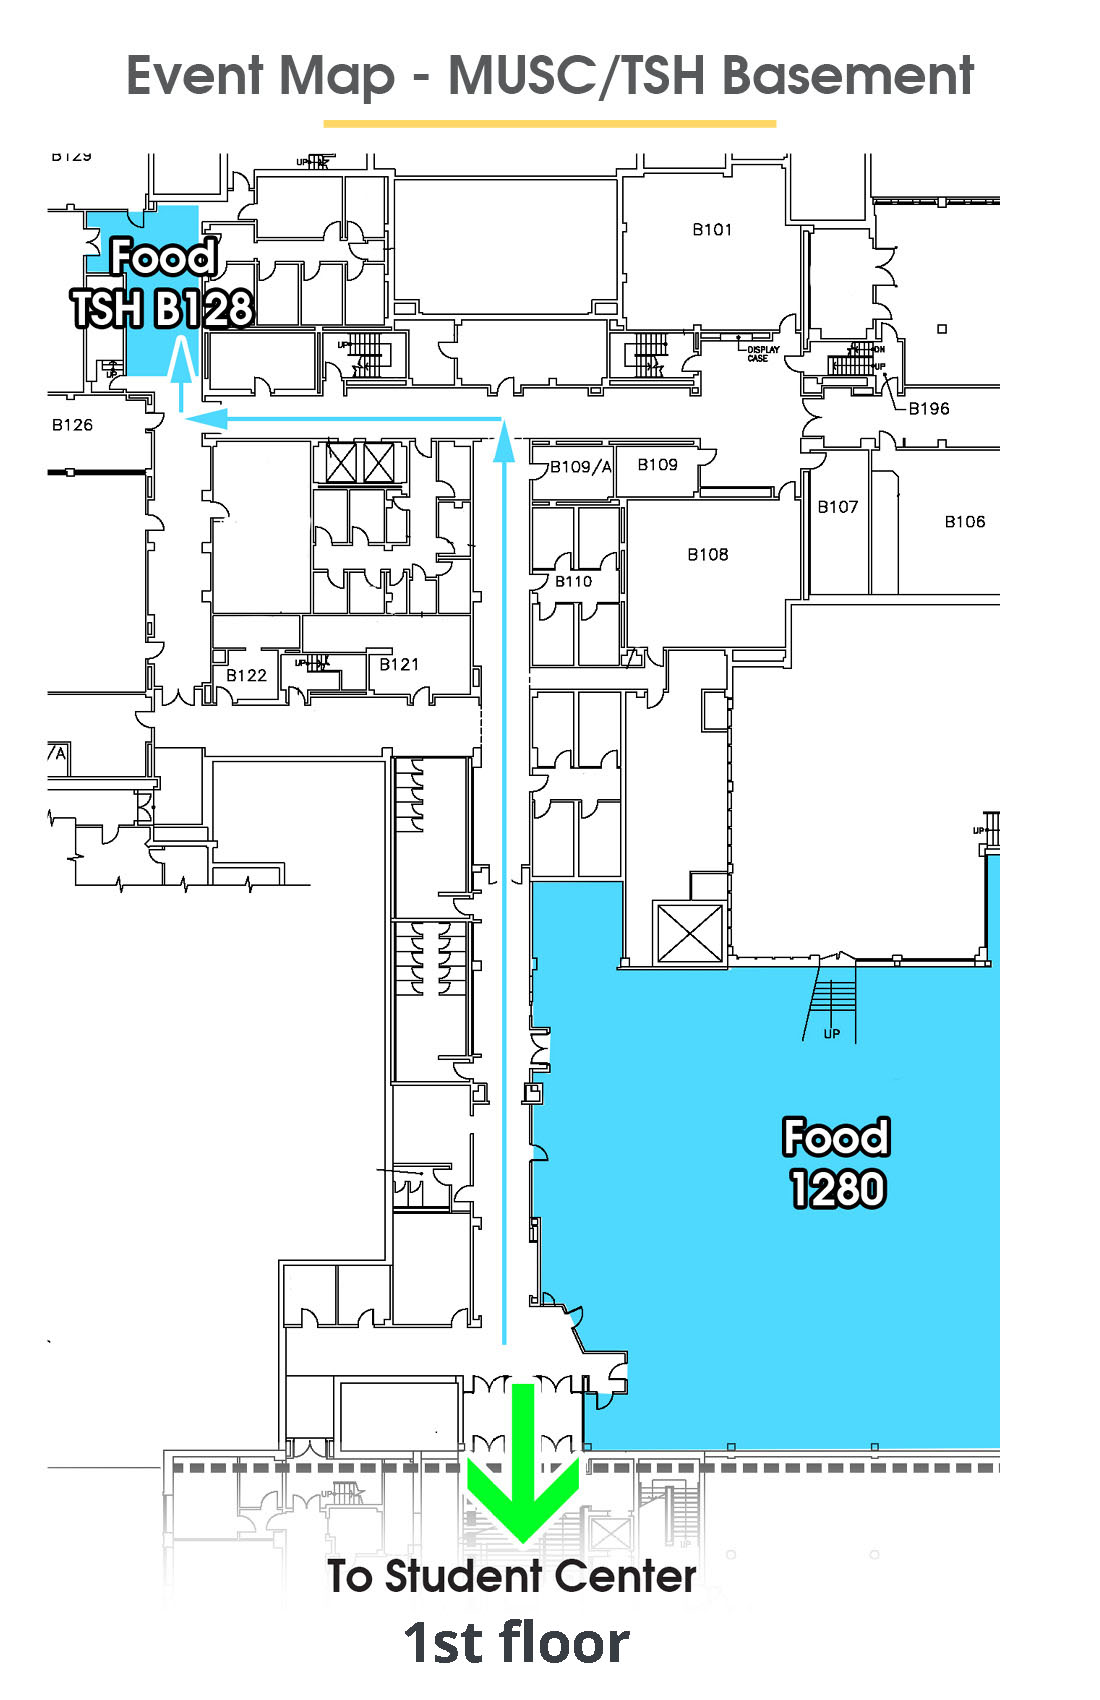 Event Map - MUSC/TSH Basement
B129
UP
B101
Food
TSH B128
UP
UP
DISPLAY
CASE
DN
UP
B196
B126
B109/A
B109
B107
B106
B108
B110
UP
B121
B122
/A
UP
UP
Food
1280
UP
UP
To Student Center
1st floor